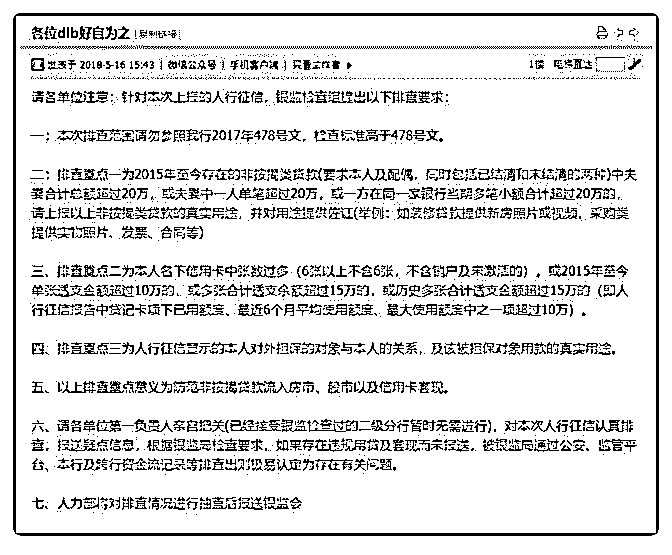 各位dlb好自为之 [复制链接]
发表于 2018-5-16 15:43 | 微信公众号 | 手机客户端 | 只看该作者 ▶ 1楼 电梯直达
请各单位注意：针对本次上报的人行征信，银监检查组提出以下排查要求：
一：本次排查范围请勿参照我行2017年478号文，检查标准高于478号文。
二：排查重点一为2015年至今存在的非按揭类贷款(要求本人及配偶，同时包括已结清和未结清的两种)中夫
妻合计总额超过20万，或夫妻中一人单笔超过20万，或一方在同一家银行当期多笔小额合计超过20万的，
请上报以上非按揭类贷款的真实用途，并对用途提供佐证(举例：如装修贷款提供新房照片或视频，采购类
提供实物照片、发票、合同等)
三、排查重点二为本人名下信用卡中张数过多（6张以上不含6张，不含销户及未激活的），或2015年至今
单张透支金额超过10万的，或多张合计透支余额超过15万的，或历史多张合计透支金额超过15万的（即人
行征信报告中贷记卡项下已用额度、最近6个月平均使用额度、最大使用额度中之一项超过10万）。
四、排查重点三为人行征信显示的本人对外担保的对象与本人的关系，及该被担保对象用款的真实用途。
五、以上排查重点意义为防范非按揭贷款流入房市、股市以及信用卡套现。
六、请各单位第一负责人亲自把关(已经接受银监检查过的二级分行暂时无需进行)，对本次人行征信认真排
查，报送疑点信息，根据银监局检查要求，如果存在违规用贷及套现而未报送，被银监局通过公安、监管平
台、本行及跨行资金流记录等排查出则极易认定为存在有关问题。
七、人力部将对排查情况进行抽查后报送银监会